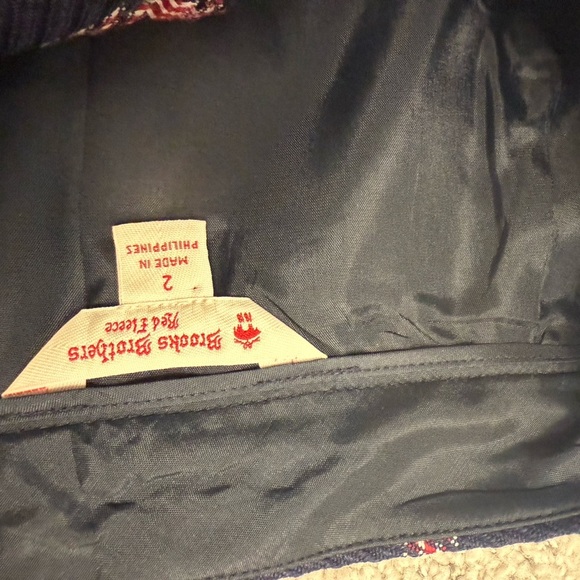 Brooks Brothers
Red Fleece
2
MADE IN
PHILIPPINES